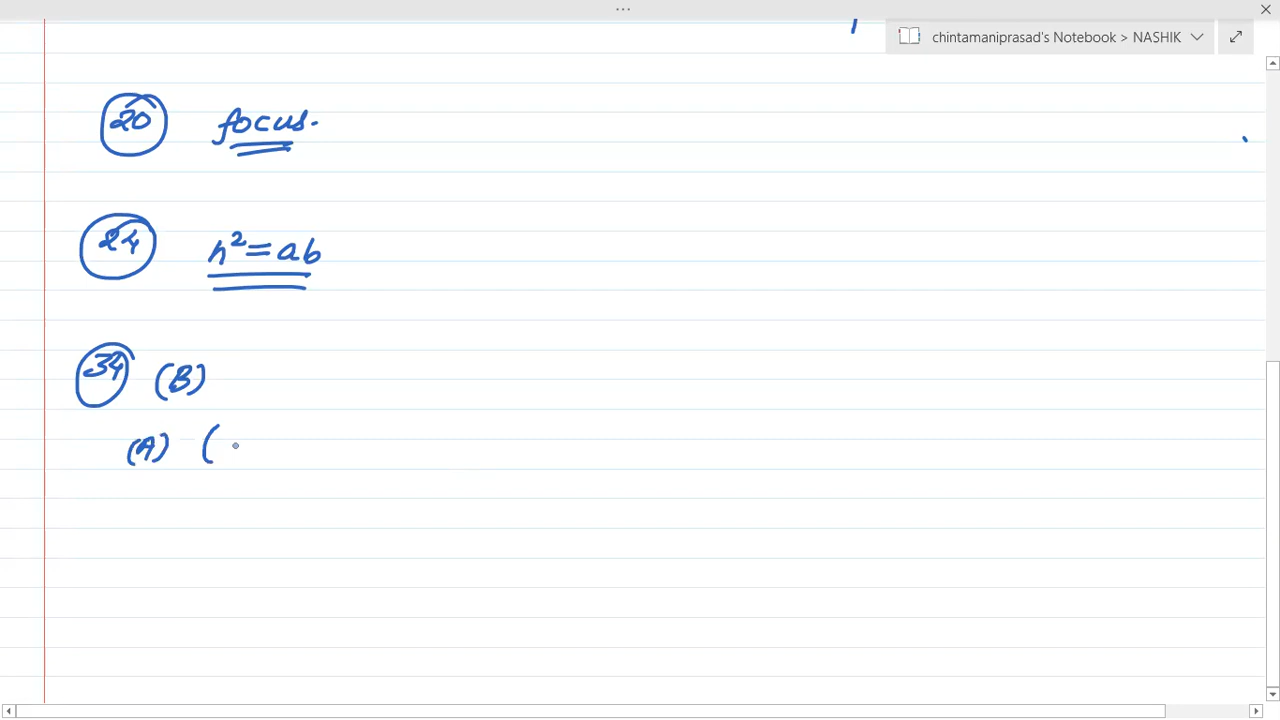 ...
chintamaniprasad's Notebook > NASHIK
20 focus.
24 h²=ab
34 (B)
(A) (